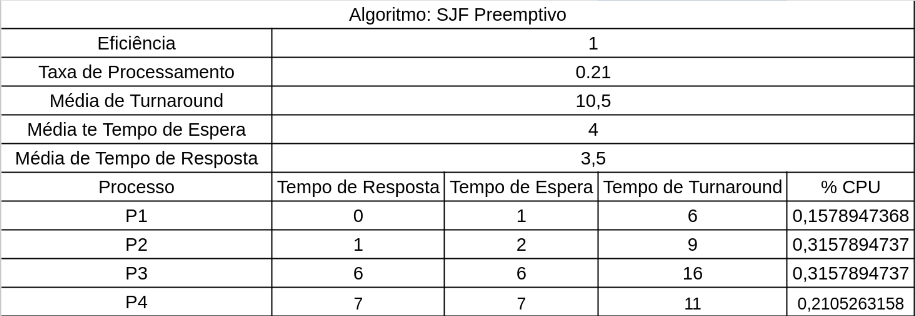 Algoritmo: SJF Preemptivo
Eficiência 1
Taxa de Processamento 0.21
Média de Turnaround 10,5
Média te Tempo de Espera 4
Média de Tempo de Resposta 3,5
Processo Tempo de Resposta Tempo de Espera Tempo de Turnaround % CPU
P1 0 1 6 0,1578947368
P2 1 2 9 0,3157894737
P3 6 6 16 0,3157894737
P4 7 7 11 0,2105263158